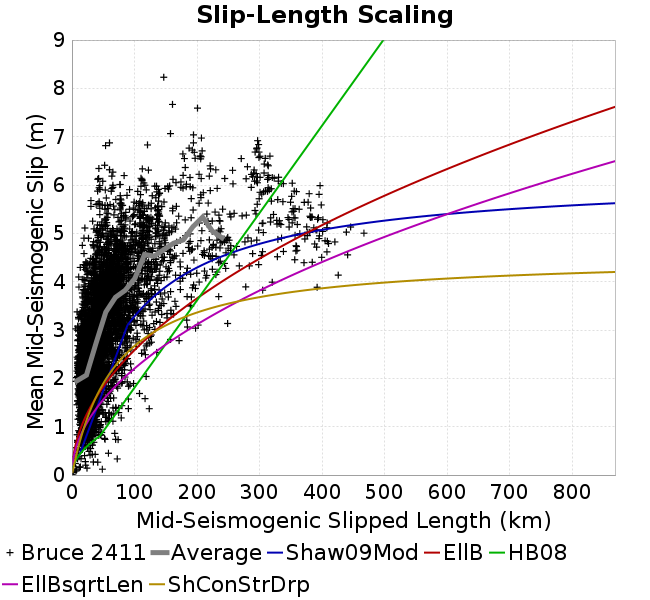 Slip-Length Scaling
Mean Mid-Seismogenic Slip (m)
9
8
7
6
5
4
3
2
1
0
0 100 200 300 400 500 600 700 800
Mid-Seismogenic Slipped Length (km)
Bruce 2411 Average Shaw09Mod EllB HB08
EllBsqrtLen ShConStrDrp